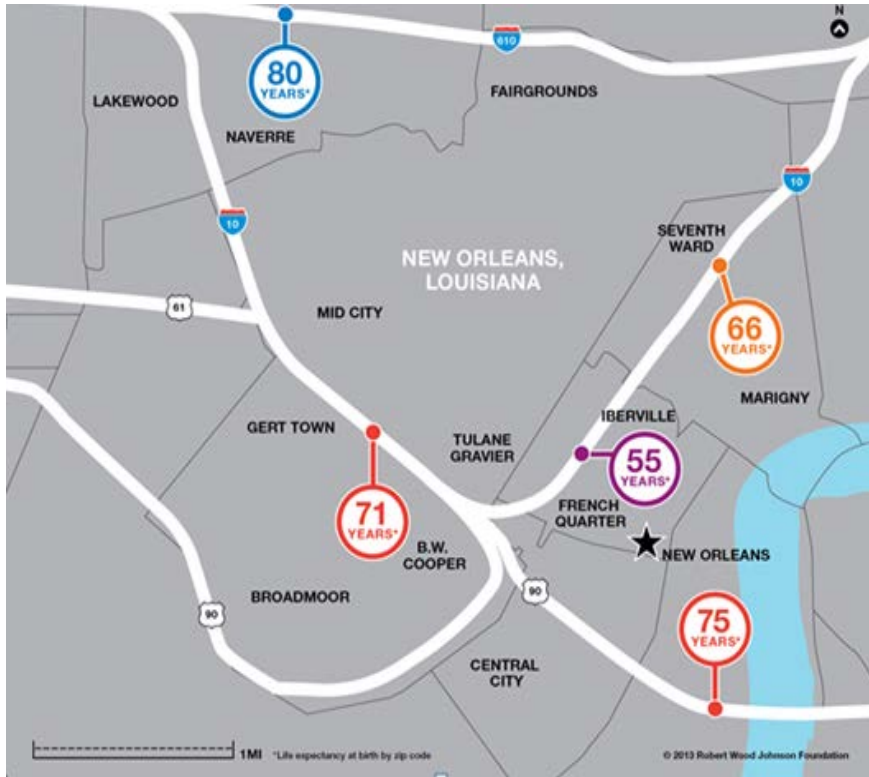 N
610
80
YEARS*
LAKEWOOD
FAIRGROUNDS
NAVERRE
10
10
SEVENTH
WARD
NEW ORLEANS,
LOUISIANA
61
MID CITY
66
YEARS*
MARIGNY
IBERVILLE
GERT TOWN
TULANE
GRAVIER
55
YEARS*
71
YEARS*
FRENCH
QUARTER
B.W.
COOPER
NEW ORLEANS
BROADMOOR
90
90
75
YEARS*
CENTRAL
CITY
1MI
*Life expectancy at birth by zip code
© 2013 Robert Wood Johnson Foundation